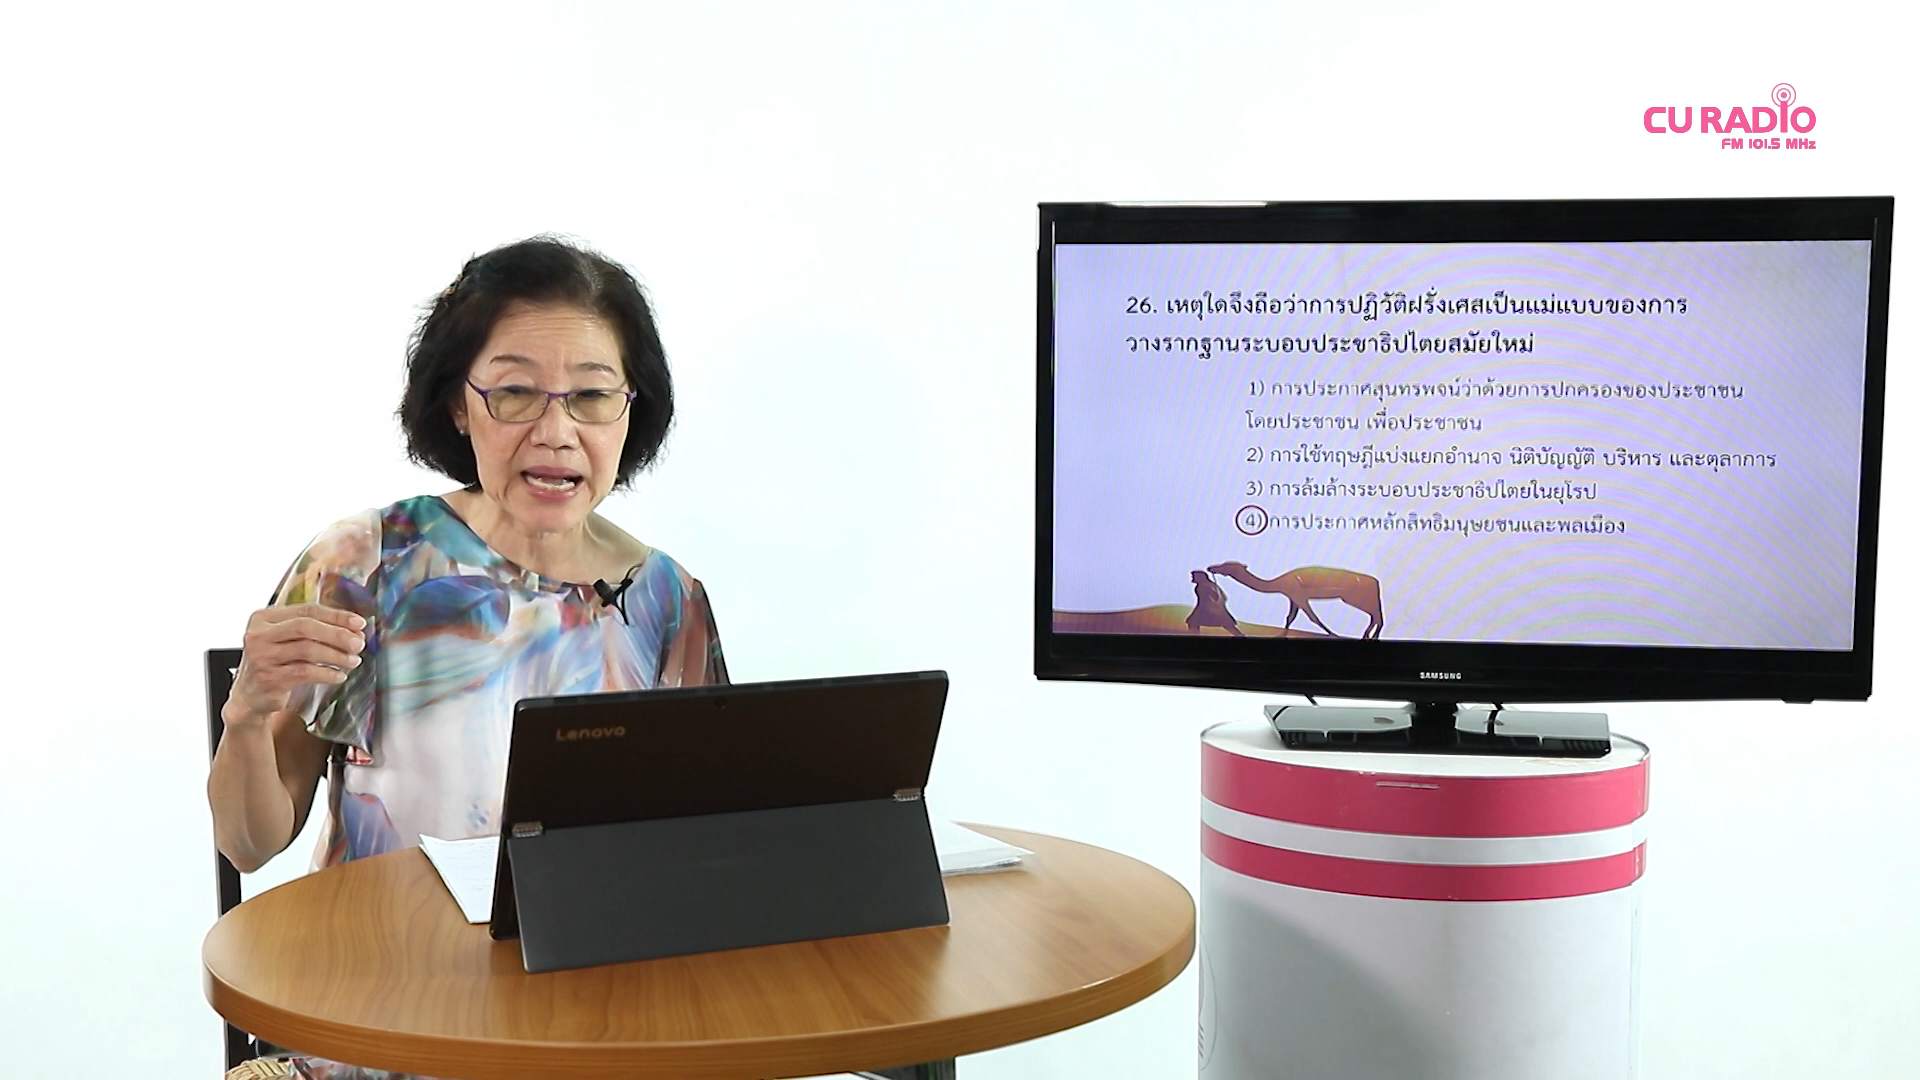 CU RADIO
FM 101.5 MHz
26. เหตุใดจึงถือว่าการปฏิวัติฝรั่งเศสเป็นแม่แบบของการ
วางรากฐานระบอบประชาธิปไตยสมัยใหม่
1) การประกาศสุนทรพจน์ว่าด้วยการปกครองของประชาชน
โดยประชาชน เพื่อประชาชน
2) การใช้ทฤษฎีแบ่งแยกอำนาจ นิติบัญญัติ บริหาร และตุลาการ
3) การล้มล้างระบอบประชาธิปไตยในยุโรป
4) การประกาศหลักสิทธิมนุษยชนและพลเมือง
SAMSUNG
Lenovo